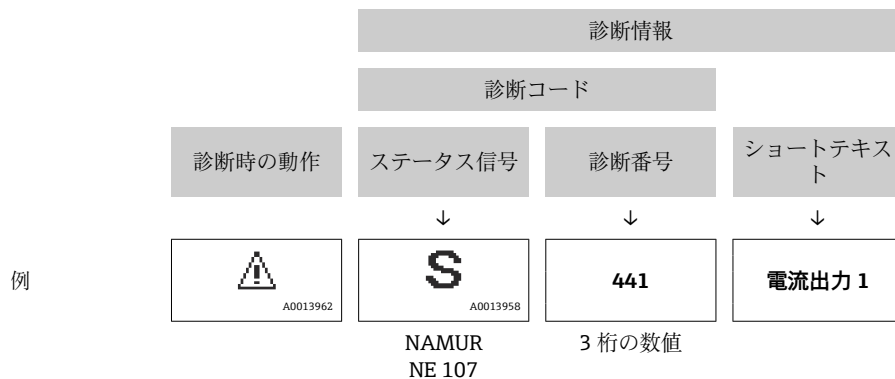 診断情報
診断コード
診断時の動作
ステータス信号
診断番号
ショートテキス
ト
↓
↓
↓
例
A0013962
S
A0013958
441
電流出力 1
NAMUR
NE 107
3 桁の数値